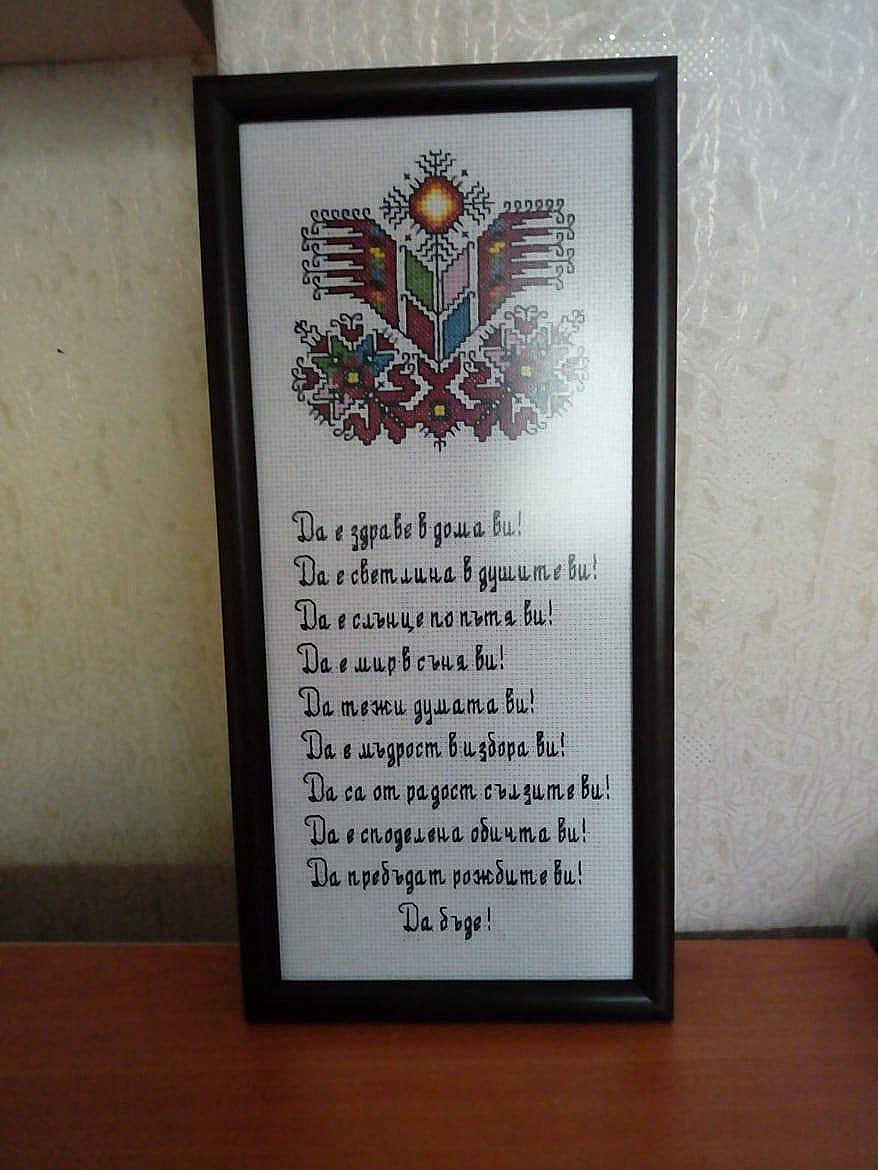 Да е здраве в дома ви!
Да е светлина в душите ви!
Да е слънце по пътя ви!
Да е мир в съня ви!
Да тежи думата ви!
Да е мъдрост в избора ви!
Да са от радост сълзите ви!
Да е споделена обичта ви!
Да пребъдат рожбите ви!
Да бъде!